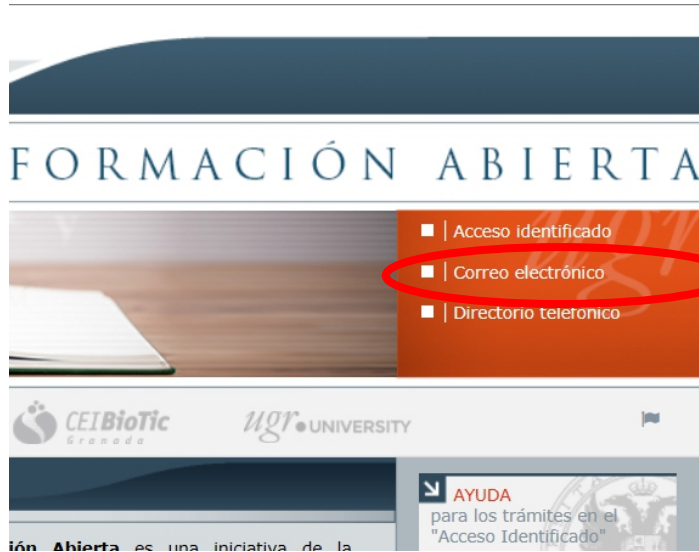 FORMACIÓN ABIERTA
ugr
| Acceso identificado
| Correo electrónico
| Directorio telefónico
CEIBioTic
Granada
ugr UNIVERSITY
AYUDA
para los trámites en el
"Acceso Identificado"
ión Abierta es una iniciativa de la